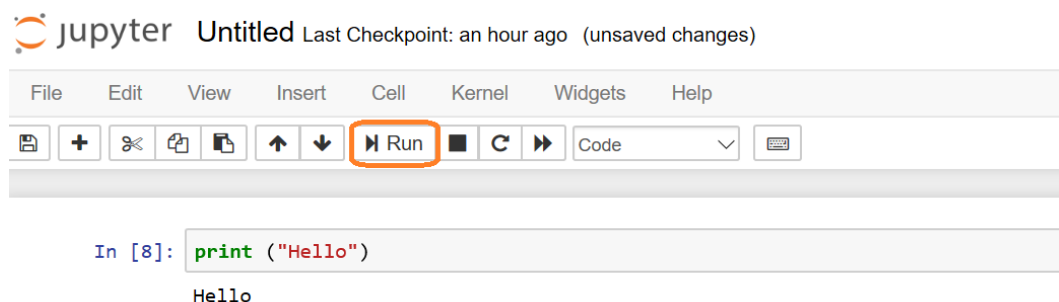 jupyter Untitled Last Checkpoint: an hour ago (unsaved changes)
File Edit View Insert Cell Kernel Widgets Help
Run Code
In [8]: print ("Hello")
Hello